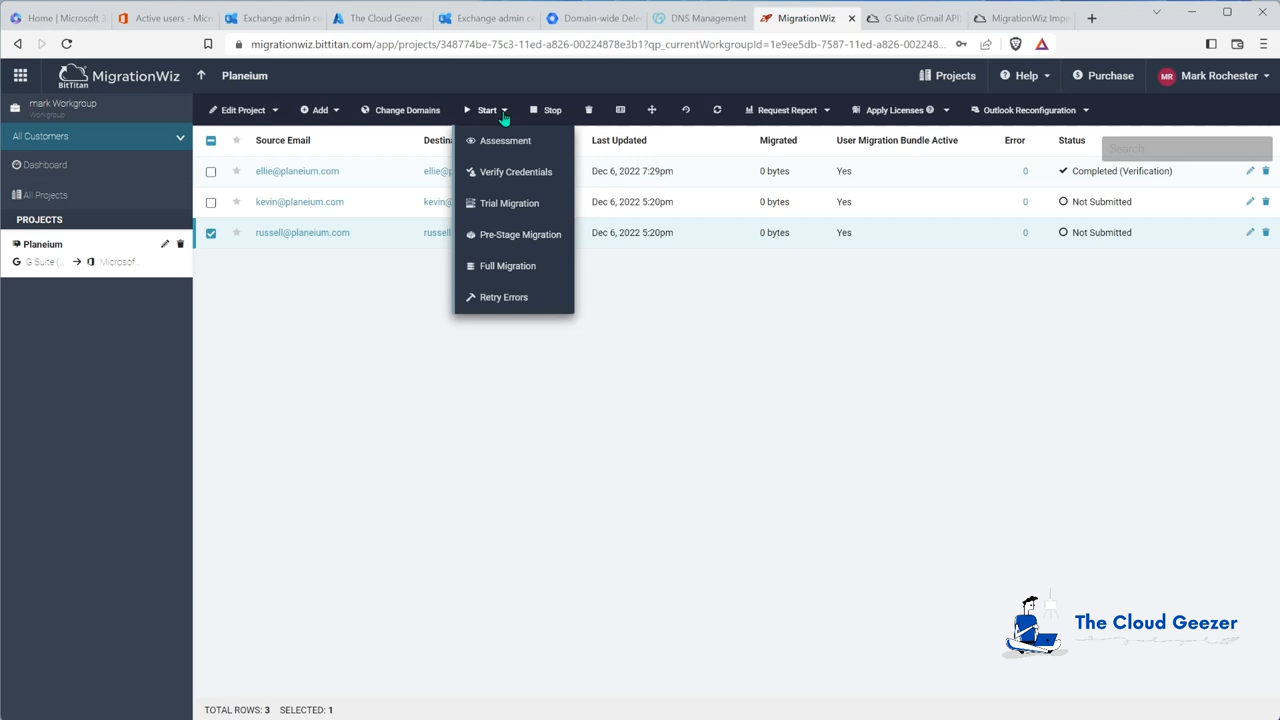 Home | Microsoft 3
Active users - Micro
Exchange admin ce
The Cloud Geezer
Exchange admin ce
Domain-wide Dele
DNS Management
MigrationWiz
G Suite (Gmail API)
MigrationWiz Impe
migrationwiz.bittitan.com/app/projects/348774be-75c3-11ed-a826-00224878e3b1?qp_currentWorkgroupId=1e9ee5db-7587-11ed-a826-002248...
BitTitan
MigrationWiz
Planeium
Projects
Help
Purchase
MR
Mark Rochester
mark Workgroup
Workgroup
All Customers
Dashboard
All Projects
PROJECTS
Planeium
G Suite (...
Microsof...
Edit Project
Add
Change Domains
Start
Stop
Request Report
Apply Licenses
Outlook Reconfiguration
Source Email
Destina
Last Updated
Migrated
User Migration Bundle Active
Error
Status
Search
ellie@planeium.com
ellie@p
Dec 6, 2022 7:29pm
0 bytes
Yes
0
Completed (Verification)
kevin@planeium.com
kevin@
Dec 6, 2022 5:20pm
0 bytes
Yes
0
Not Submitted
russell@planeium.com
russell
Dec 6, 2022 5:20pm
0 bytes
Yes
0
Not Submitted
Assessment
Verify Credentials
Trial Migration
Pre-Stage Migration
Full Migration
Retry Errors
The Cloud Geezer
TOTAL ROWS: 3 SELECTED: 1